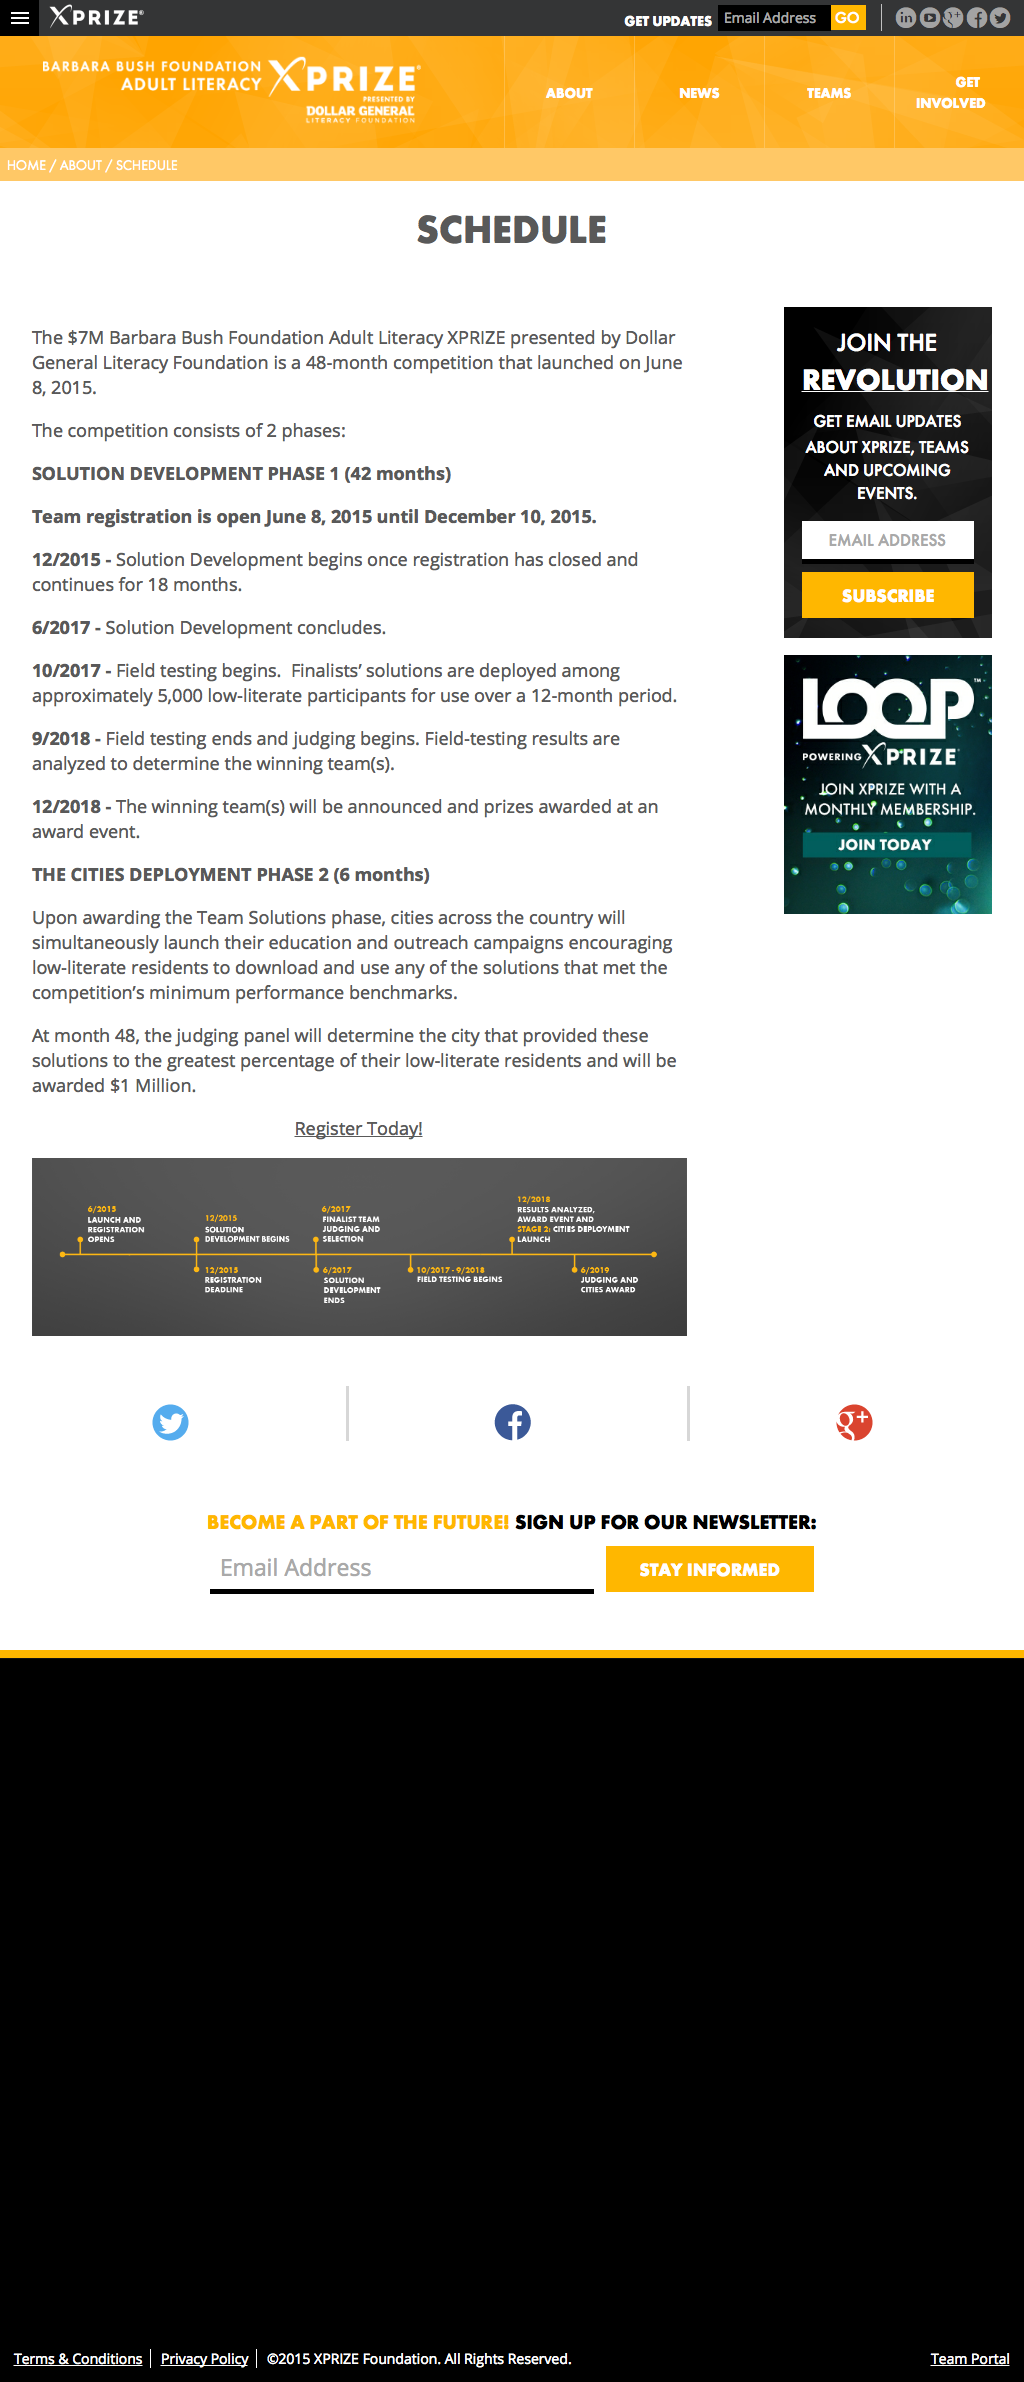 XPRIZE®
GET UPDATES
Email Address
GO
BARBARA BUSH FOUNDATION
ADULT LITERACY
XPRIZE®
PRESENTED BY
DOLLAR GENERAL
LITERACY FOUNDATION
ABOUT
NEWS
TEAMS
GET
INVOLVED
HOME / ABOUT / SCHEDULE
SCHEDULE
The $7M Barbara Bush Foundation Adult Literacy XPRIZE presented by Dollar
General Literacy Foundation is a 48-month competition that launched on June
8, 2015.
The competition consists of 2 phases:
SOLUTION DEVELOPMENT PHASE 1 (42 months)
Team registration is open June 8, 2015 until December 10, 2015.
12/2015 - Solution Development begins once registration has closed and
continues for 18 months.
6/2017 - Solution Development concludes.
10/2017 - Field testing begins.  Finalists’ solutions are deployed among
approximately 5,000 low-literate participants for use over a 12-month period.
9/2018 - Field testing ends and judging begins. Field-testing results are
analyzed to determine the winning team(s).
12/2018 - The winning team(s) will be announced and prizes awarded at an
award event.
THE CITIES DEPLOYMENT PHASE 2 (6 months)
Upon awarding the Team Solutions phase, cities across the country will
simultaneously launch their education and outreach campaigns encouraging
low-literate residents to download and use any of the solutions that met the
competition’s minimum performance benchmarks.
At month 48, the judging panel will determine the city that provided these
solutions to the greatest percentage of their low-literate residents and will be
awarded $1 Million.
Register Today!
JOIN THE
REVOLUTION
GET EMAIL UPDATES
ABOUT XPRIZE, TEAMS
AND UPCOMING
EVENTS.
EMAIL ADDRESS
SUBSCRIBE
LOOP™
POWERING XPRIZE
JOIN XPRIZE WITH A
MONTHLY MEMBERSHIP.
JOIN TODAY
6/2015
LAUNCH AND
REGISTRATION
OPENS
12/2015
SOLUTION
DEVELOPMENT BEGINS
12/2015
REGISTRATION
DEADLINE
6/2017
FINALIST TEAM
JUDGING AND
SELECTION
6/2017
SOLUTION
DEVELOPMENT
ENDS
10/2017 - 9/2018
FIELD TESTING BEGINS
12/2018
RESULTS ANALYZED,
AWARD EVENT AND
STAGE 2: CITIES DEPLOYMENT
LAUNCH
6/2019
JUDGING AND
CITIES AWARD
BECOME A PART OF THE FUTURE! SIGN UP FOR OUR NEWSLETTER:
Email Address
STAY INFORMED
Terms & Conditions
Privacy Policy
©2015 XPRIZE Foundation. All Rights Reserved.
Team Portal